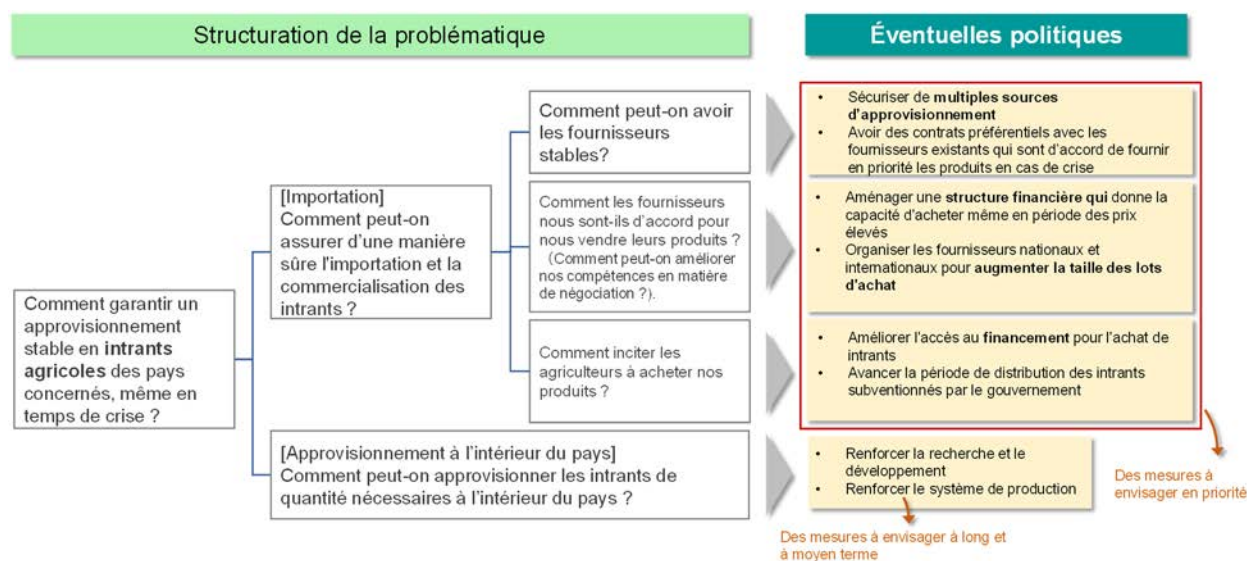 Structuration de la problématique
Éventuelles politiques
Comment garantir un
approvisionnement
stable en intrants
agricoles des pays
concernés, même en
temps de crise ?
[Importation]
Comment peut-on
assurer d'une manière
sûre l'importation et la
commercialisation des
intrants ?
Comment peut-on avoir
les fournisseurs
stables?
• Sécuriser de multiples sources
d'approvisionnement
• Avoir des contrats préférentiels avec les
fournisseurs existants qui sont d'accord de fournir
en priorité les produits en cas de crise
Comment les fournisseurs
nous sont-ils d'accord pour
nous vendre leurs produits ?
(Comment peut-on améliorer
nos compétences en matière
de négociation ?).
• Aménager une structure financière qui donne la
capacité d'acheter même en période des prix
élevés
• Organiser les fournisseurs nationaux et
internationaux pour augmenter la taille des lots
d'achat
Comment inciter les
agriculteurs à acheter nos
produits ?
• Améliorer l'accès au financement pour l'achat de
intrants
• Avancer la période de distribution des intrants
subventionnés par le gouvernement
[Approvisionnement à l'intérieur du pays]
Comment peut-on approvisionner les intrants de
quantité nécessaires à l'intérieur du pays ?
• Renforcer la recherche et le
développement
• Renforcer le système de production
Des mesures à
envisager en priorité
Des mesures à envisager à long et
à moyen terme